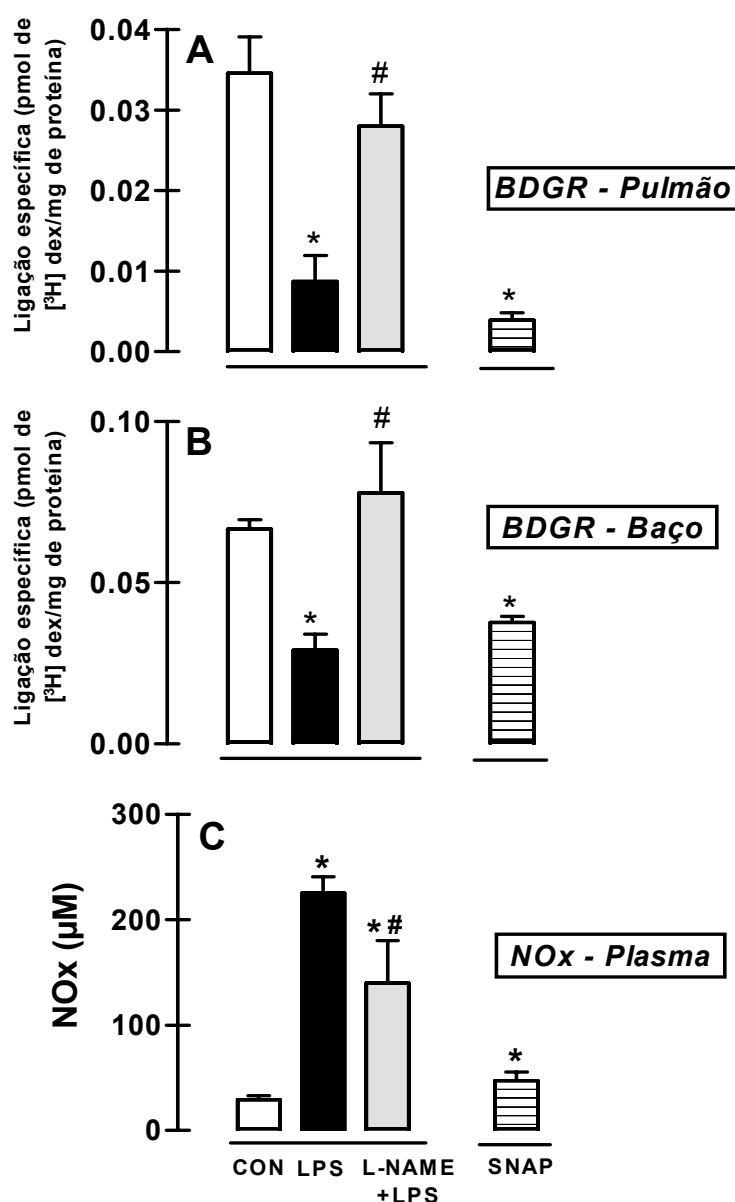 Ligação específica (pmol de
[³H] dex/mg de proteína)
0.04
0.03
0.02
0.01
0.00
A
*
#
*
BDGR - Pulmão
Ligação específica (pmol de
[³H] dex/mg de proteína)
0.10
0.05
0.00
B
*
#
*
BDGR - Baço
NOx (µM)
300
200
100
0
C
*
*#
*
NOx - Plasma
CON LPS L-NAME SNAP
+LPS